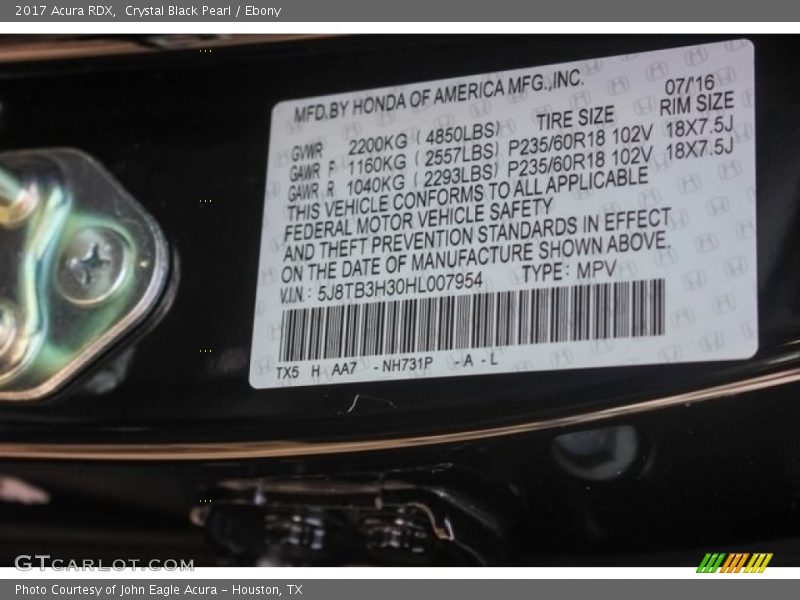 2017 Acura RDX,  Crystal Black Pearl / Ebony
MFD.BY HONDA OF AMERICA MFG.,INC. 07/16
TIRE SIZE RIM SIZE
GVWR 2200KG ( 4850LBS)
GAWR F 1160KG ( 2557LBS) P235/60R18 102V 18X7.5J
GAWR R 1040KG ( 2293LBS) P235/60R18 102V 18X7.5J
THIS VEHICLE CONFORMS TO ALL APPLICABLE
FEDERAL MOTOR VEHICLE SAFETY
AND THEFT PREVENTION STANDARDS IN EFFECT
ON THE DATE OF MANUFACTURE SHOWN ABOVE.
V.I.N.: 5J8TB3H30HL007954 TYPE: MPV
TX5 H AA7 - NH731P - A - L
GTCARLOT.COM
Photo Courtesy of John Eagle Acura - Houston, TX